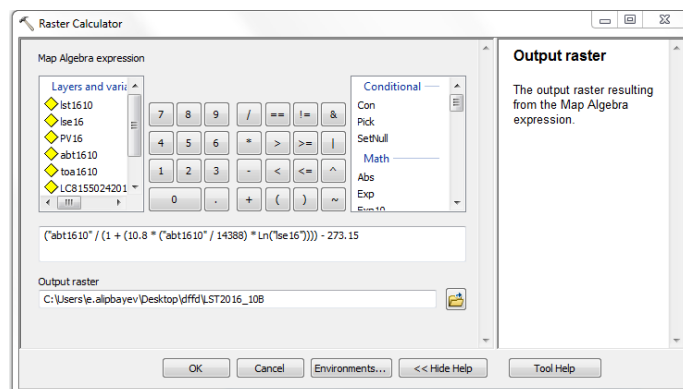 Raster Calculator
Map Algebra expression
Layers and varia
lst1610
lse16
PV16
abt1610
toa1610
LC8155024201
7 8 9 / == != &
4 5 6 * > >= |
1 2 3 - < <= ^
0 . + ( ) ~
Conditional
Con
Pick
SetNull
Math
Abs
Exp
Exp10
("abt1610" / (1 + (10.8 * ("abt1610" / 14388) * Ln("lse16")))) - 273.15
Output raster
C:\Users\e.alipbayev\Desktop\dffd\LST2016_10B
OK
Cancel
Environments...
<< Hide Help
Tool Help
Output raster
The output raster resulting
from the Map Algebra
expression.